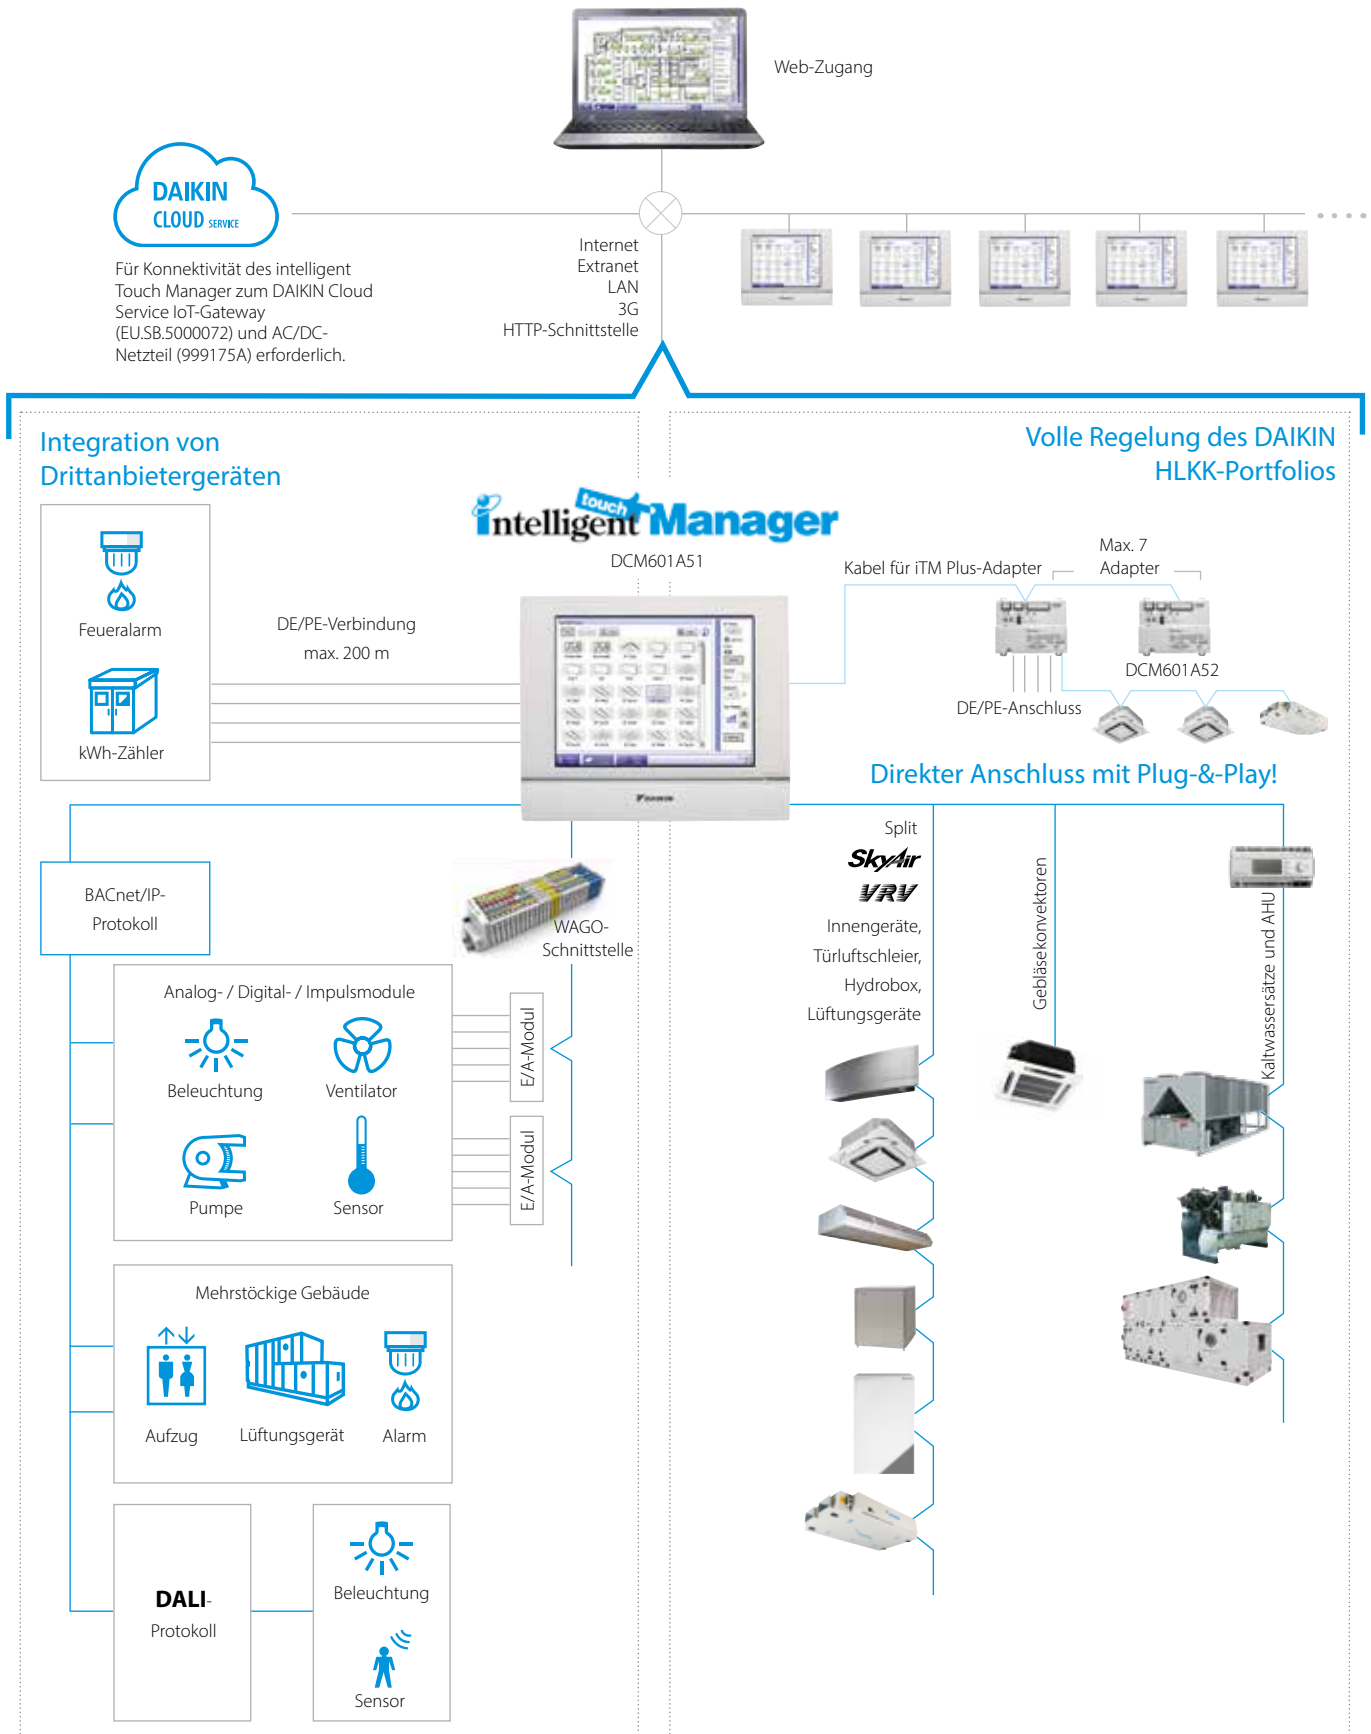 Web-Zugang
DAIKIN
CLOUD SERVICE
Für Konnektivität des intelligent
Touch Manager zum DAIKIN Cloud
Service IoT-Gateway
(EU.SB.5000072) und AC/DC-
Netzteil (999175A) erforderlich.
Internet
Extranet
LAN
3G
HTTP-Schnittstelle
Integration von
Drittanbietergeräten
Volle Regelung des DAIKIN
HLKK-Portfolios
intelligent touch Manager
DCM601A51
Feueralarm
kWh-Zähler
DE/PE-Verbindung
max. 200 m
DAIKIN
Kabel für iTM Plus-Adapter
Max. 7
Adapter
DCM601A52
DE/PE-Anschluss
Direkter Anschluss mit Plug-&-Play!
BACnet/IP-
Protokoll
WAGO-
Schnittstelle
Analog- / Digital- / Impulsmodule
Beleuchtung
Ventilator
Pumpe
Sensor
E/A-Modul
E/A-Modul
Mehrstöckige Gebäude
Aufzug
Lüftungsgerät
Alarm
DALI-
Protokoll
Beleuchtung
Sensor
Split
SkyAir
VRV
Innengeräte,
Türluftschleier,
Hydrobox,
Lüftungsgeräte
Gebläsekonvektoren
Kaltwassersätze und AHU